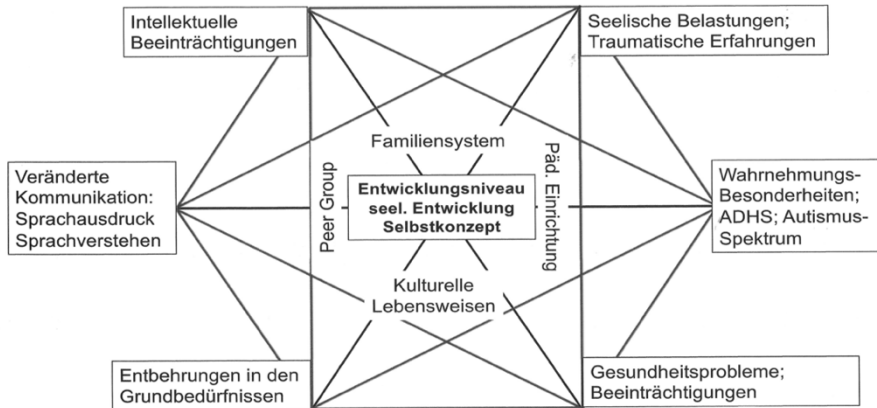 Intellektuelle
Beeinträchtigungen
Seelische Belastungen;
Traumatische Erfahrungen
Familiensystem
Veränderte
Kommunikation:
Sprachausdruck
Sprachverstehen
Peer Group
Entwicklungsniveau
seel. Entwicklung
Selbstkonzept
Päd. Einrichtung
Wahrnehmungs-
Besonderheiten;
ADHS; Autismus-
Spektrum
Kulturelle
Lebensweisen
Entbehrungen in den
Grundbedürfnissen
Gesundheitsprobleme;
Beeinträchtigungen